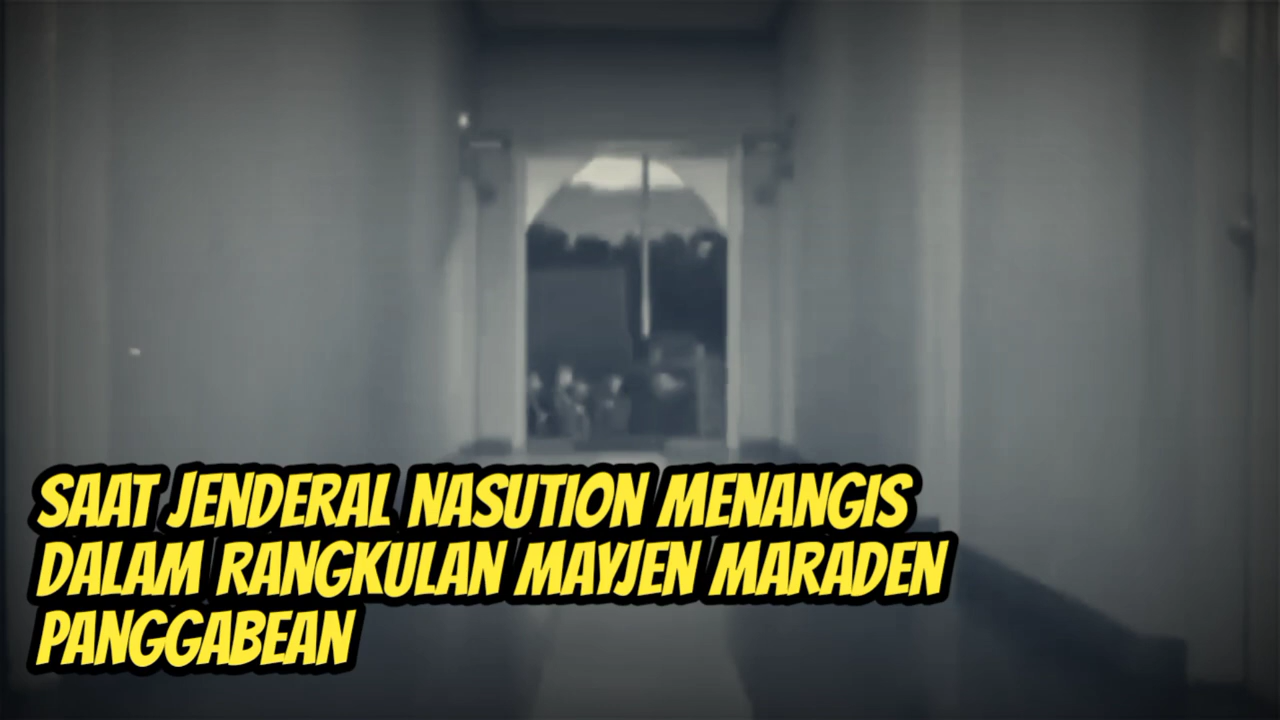 SAAT JENDERAL NASUTION MENANGIS
DALAM RANGKULAN MAYJEN MARADEN
PANGGABEAN